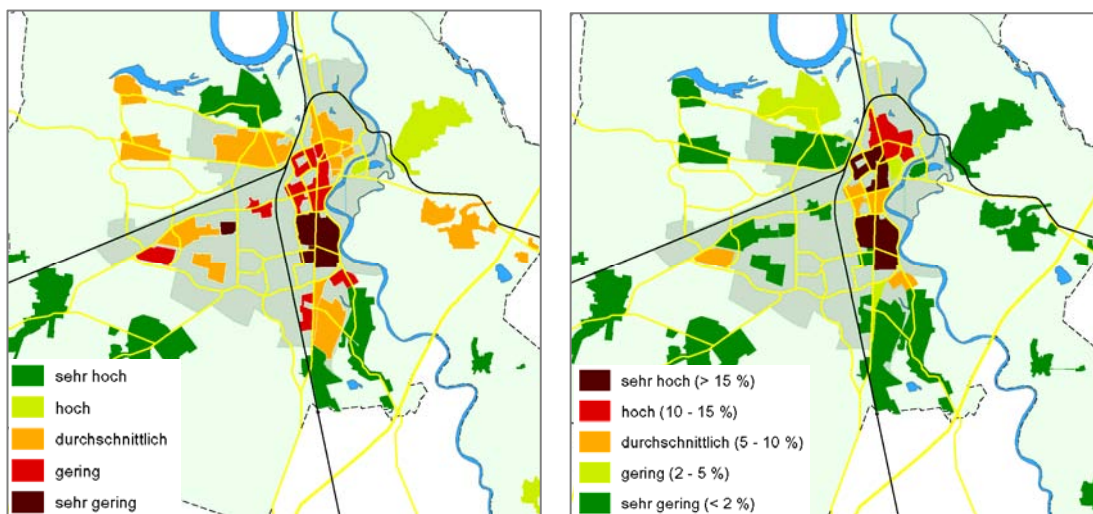 sehr hoch
hoch
durchschnittlich
gering
sehr gering
sehr hoch (> 15 %)
hoch (10 - 15 %)
durchschnittlich (5 - 10 %)
gering (2 - 5 %)
sehr gering (< 2 %)